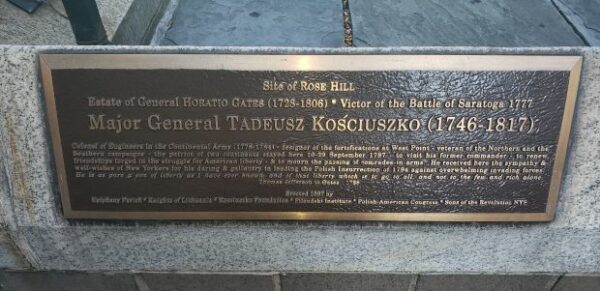 Site of ROSE HILL
Estate of General HORATIO GATES (1728-1806) * Victor of the Battle of Saratoga 1777
Major General TADEUSZ KOŚCIUSZKO (1746-1817)
Colonel of Engineers in the Continental Army (1776-1784) - designer of the fortifications at West Point - veteran of the Northern and the
Southern campaigns - the patriot of two continents stayed here 10-29 September 1797 - to visit his former commander - to renew
friendships forged in the struggle for American liberty - & to mourn the passing of comrades-in-arms. He received here the sympathy &
well-wishes of New Yorkers for his daring & gallantry in leading the Polish Insurrection of 1794 against overwhelming invading forces.
He is as pure a son of liberty as I have ever known, and of that liberty which is to go to all, and not to the few and rich alone.
Thomas Jefferson to Gates 1798
Erected 1997 by
Epiphany Parish * Knights of Lithuania * Kosciuszko Foundation * Pilsudski Institute * Polish-American Congress * Sons of the Revolution NYS